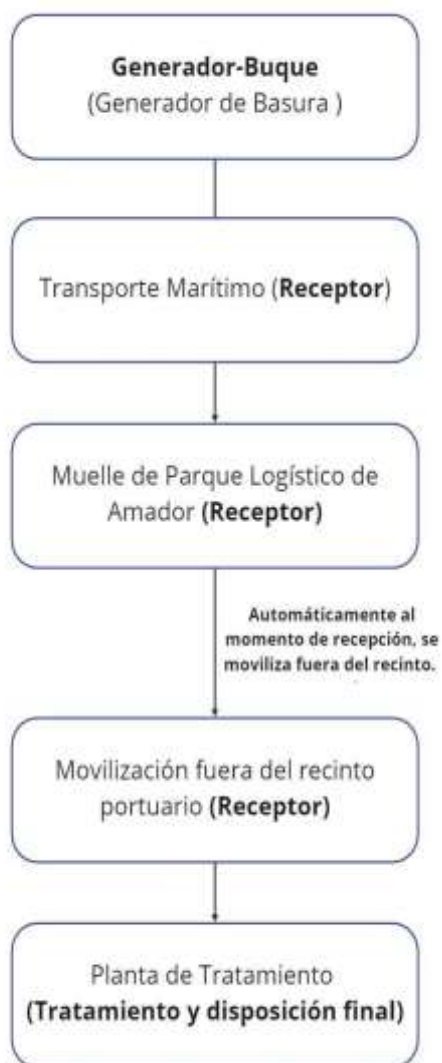 Generador-Buque
(Generador de Basura )
Transporte Marítimo (Receptor)
Muelle de Parque Logístico de
Amador (Receptor)
Automáticamente al
momento de recepción, se
moviliza fuera del recinto.
Movilización fuera del recinto
portuario (Receptor)
Planta de Tratamiento
(Tratamiento y disposición final)